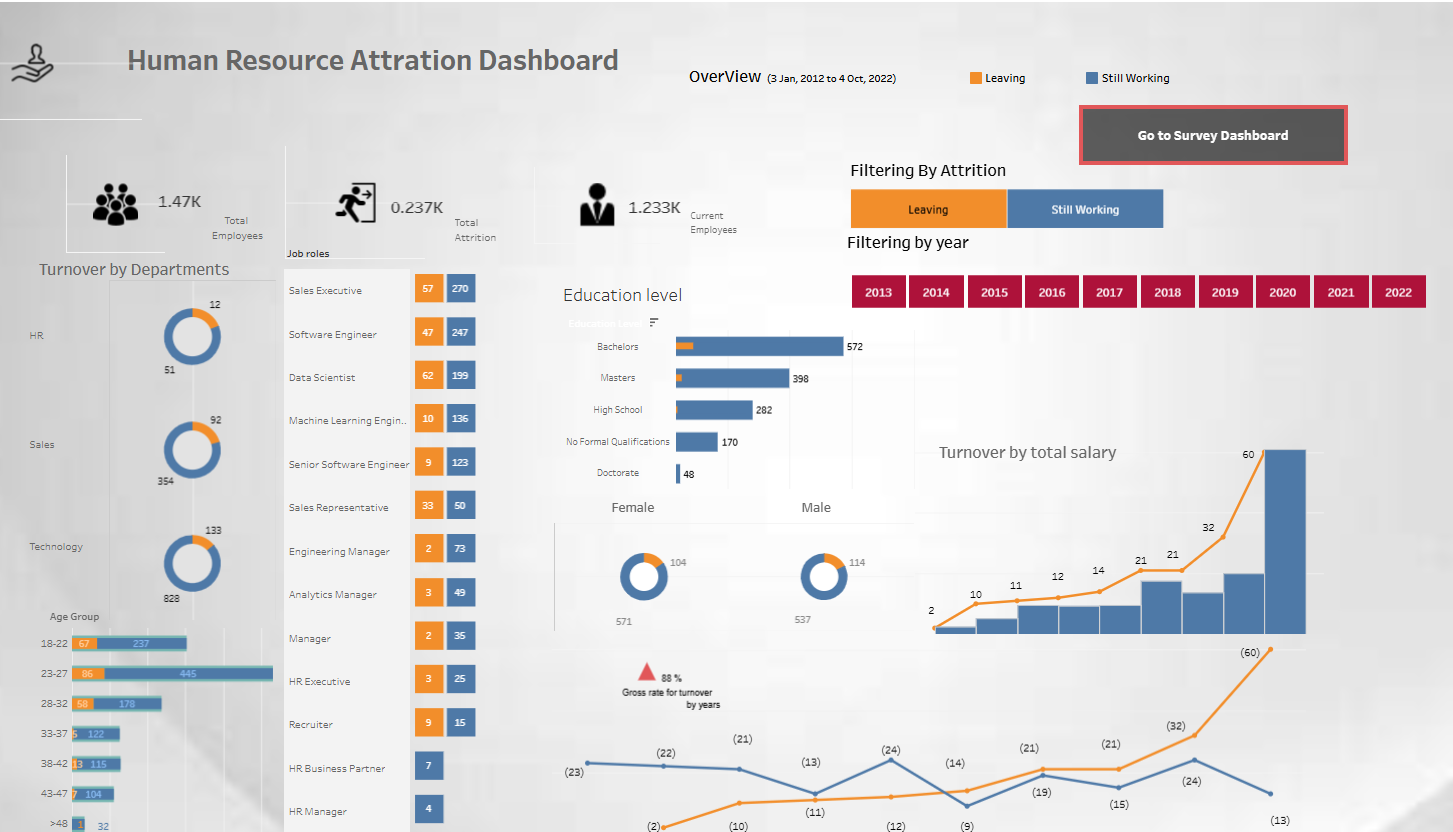 Human Resource Attration Dashboard
OverView (3 Jan, 2012 to 4 Oct, 2022)
Leaving
Still Working
Go to Survey Dashboard
1.47K
Total
Employees
0.237K
Total
Attrition
1.233K
Current
Employees
Filtering By Attrition
Leaving
Still Working
Filtering by year
2013 2014 2015 2016 2017 2018 2019 2020 2021 2022
Turnover by Departments
HR
12
51
Sales
92
354
Technology
133
828
Age Group
18-22 67 237
23-27 86 445
28-32 58 178
33-37 5 122
38-42 13 115
43-47 7 104
>48 1 32
Job roles
Sales Executive 57 270
Software Engineer 47 247
Data Scientist 62 199
Machine Learning Engin.. 10 136
Senior Software Engineer 9 123
Sales Representative 33 50
Engineering Manager 2 73
Analytics Manager 3 49
Manager 2 35
HR Executive 3 25
Recruiter 9 15
HR Business Partner 7
HR Manager 4
Education level
Education Level
Bachelors 572
Masters 398
High School 282
No Formal Qualifications 170
Doctorate 48
Female
104
571
Male
114
537
Turnover by total salary
2 10 11 12 14 21 21 32 60
88 %
Gross rate for turnover
by years
(23) (22) (21) (13) (24) (14) (21) (21) (32) (60)
(2) (10) (11) (12) (9) (19) (15) (24) (13)